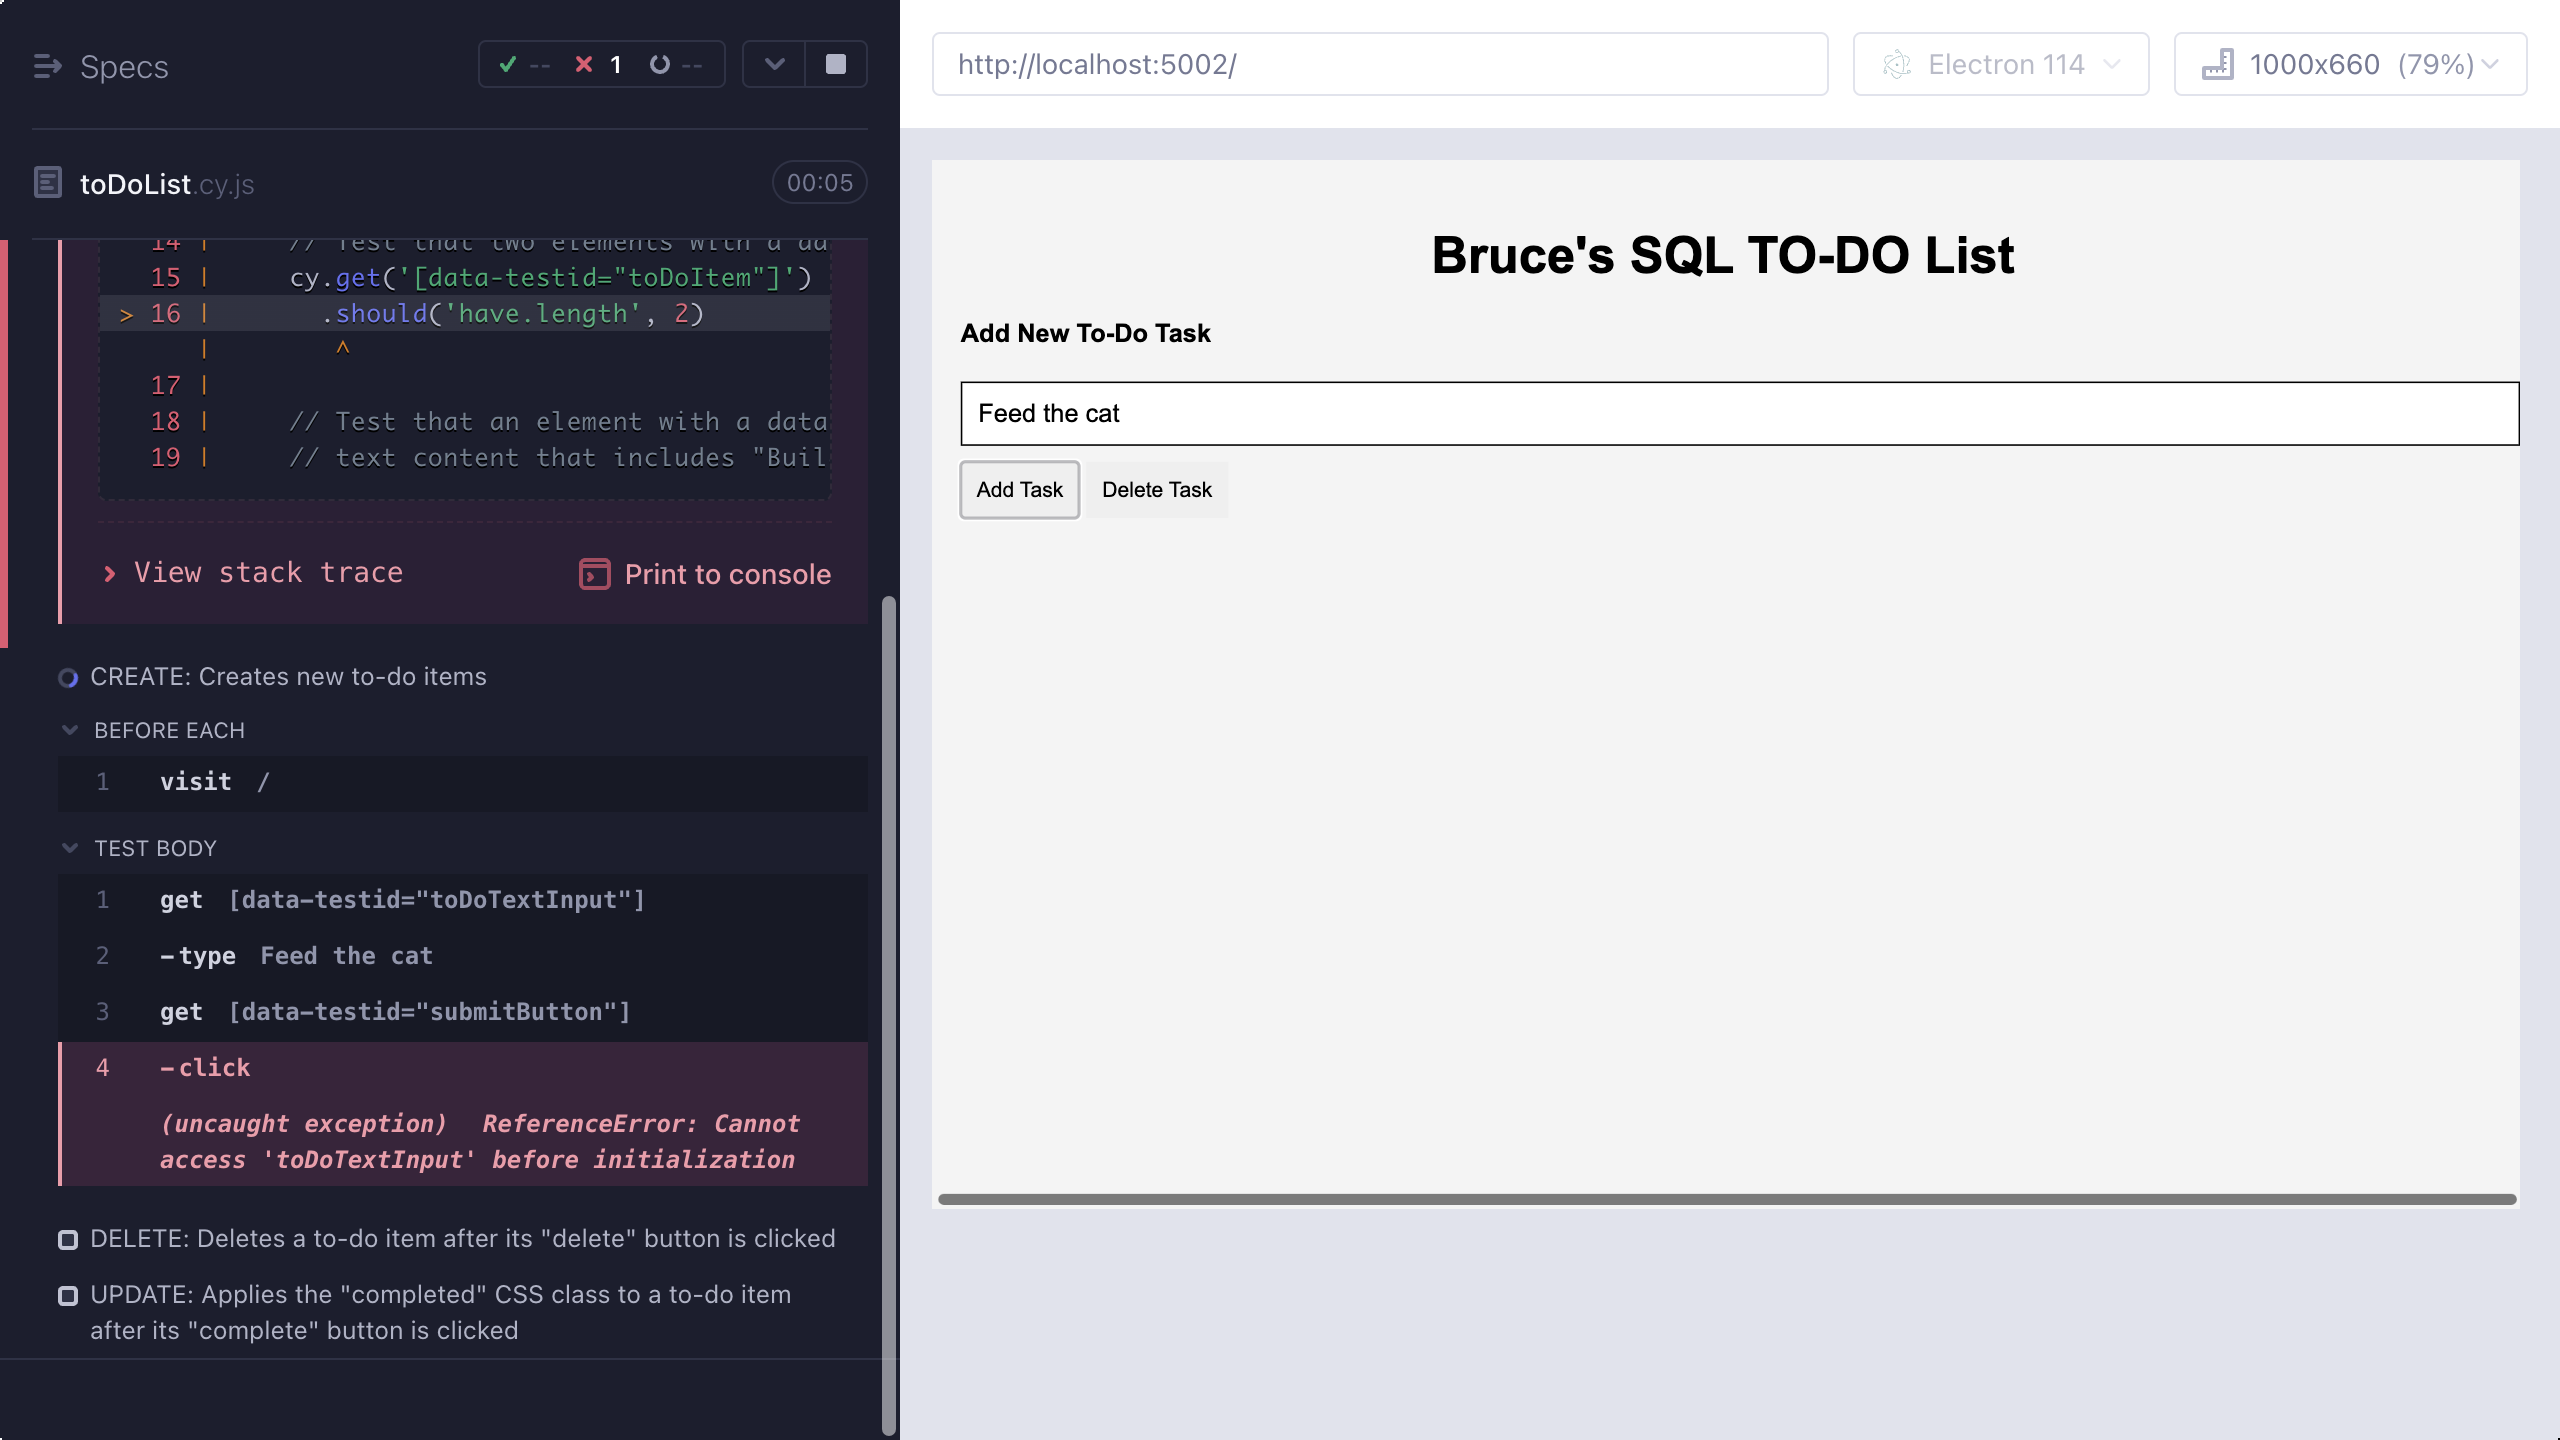 Specs
-- 1 --
toDoList.cy.js
00:05
14 | // Test that two elements with a da
15 | cy.get('[data-testid="toDoItem"]')
> 16 | .should('have.length', 2)
| ^
17 |
18 | // Test that an element with a data
19 | // text content that includes "Buil
View stack trace
Print to console
CREATE: Creates new to-do items
BEFORE EACH
1 visit /
TEST BODY
1 get [data-testid="toDoTextInput"]
2 -type Feed the cat
3 get [data-testid="submitButton"]
4 -click
(uncaught exception) ReferenceError: Cannot
access 'toDoTextInput' before initialization
DELETE: Deletes a to-do item after its "delete" button is clicked
UPDATE: Applies the "completed" CSS class to a to-do item
after its "complete" button is clicked
http://localhost:5002/
Electron 114
1000x660 (79%)
Bruce's SQL TO-DO List
Add New To-Do Task
Feed the cat
Add Task
Delete Task